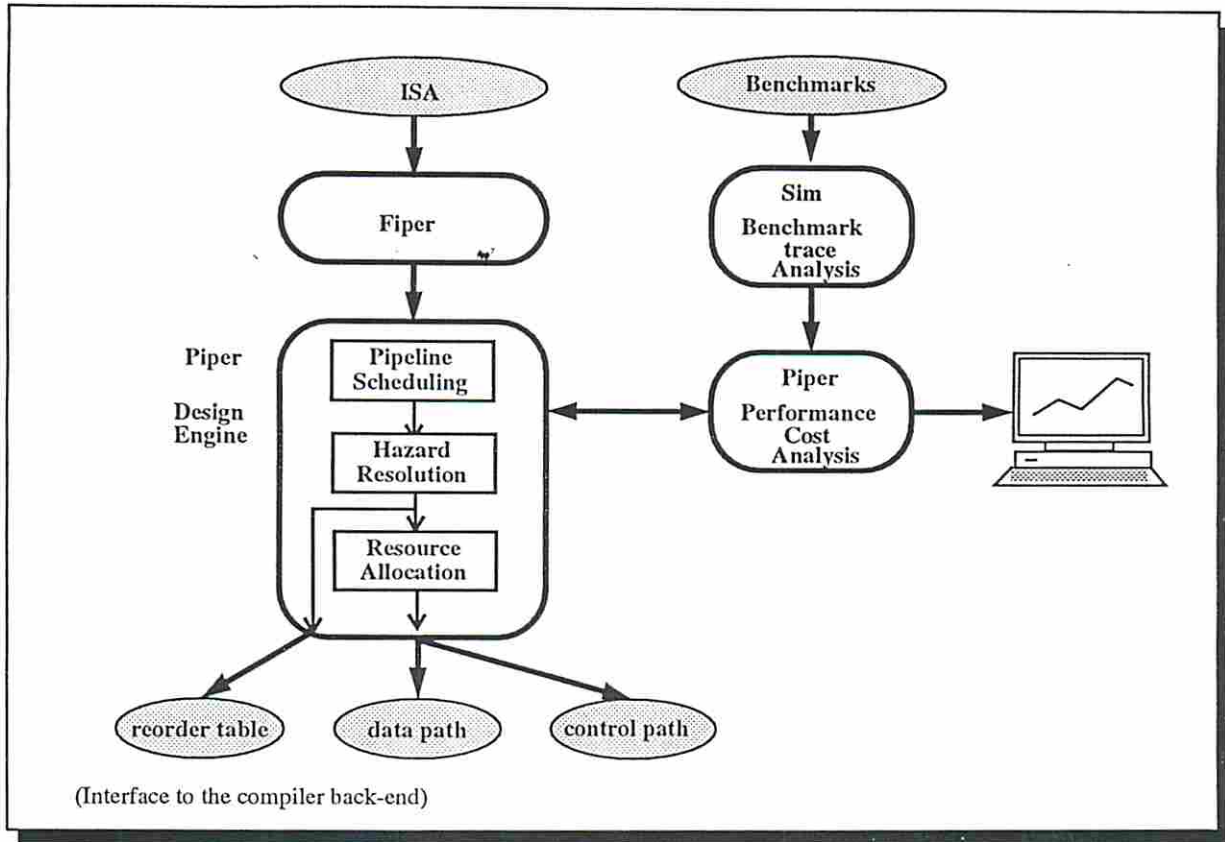 ISA
Benchmarks
Fiper
Sim
Benchmark
trace
Analysis
Piper
Design
Engine
Pipeline
Scheduling
Hazard
Resolution
Resource
Allocation
Piper
Performance
Cost
Analysis
reorder table
data path
control path
(Interface to the compiler back-end)